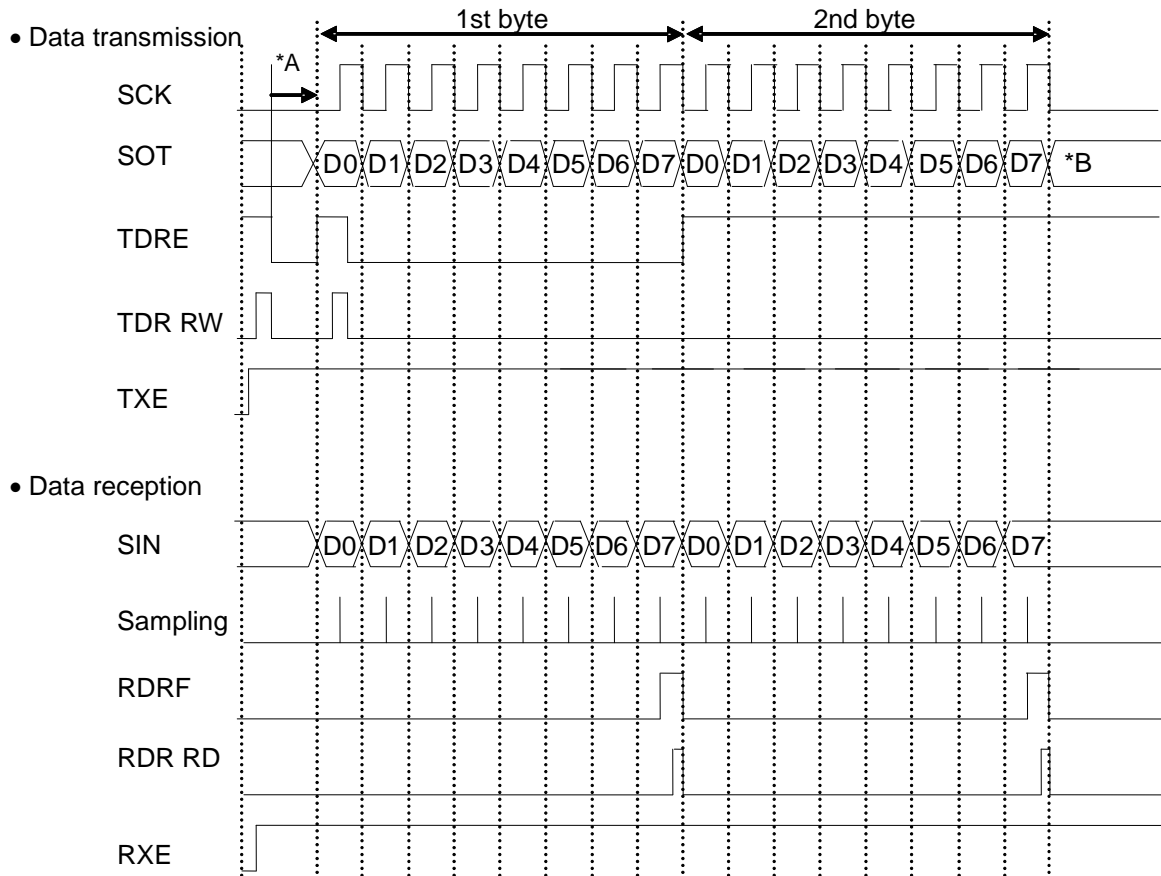 1st byte 2nd byte
• Data transmission
*A
SCK
SOT D0 D1 D2 D3 D4 D5 D6 D7 D0 D1 D2 D3 D4 D5 D6 D7 *B
TDRE
TDR RW
TXE
• Data reception
SIN D0 D1 D2 D3 D4 D5 D6 D7 D0 D1 D2 D3 D4 D5 D6 D7
Sampling
RDRF
RDR RD
RXE